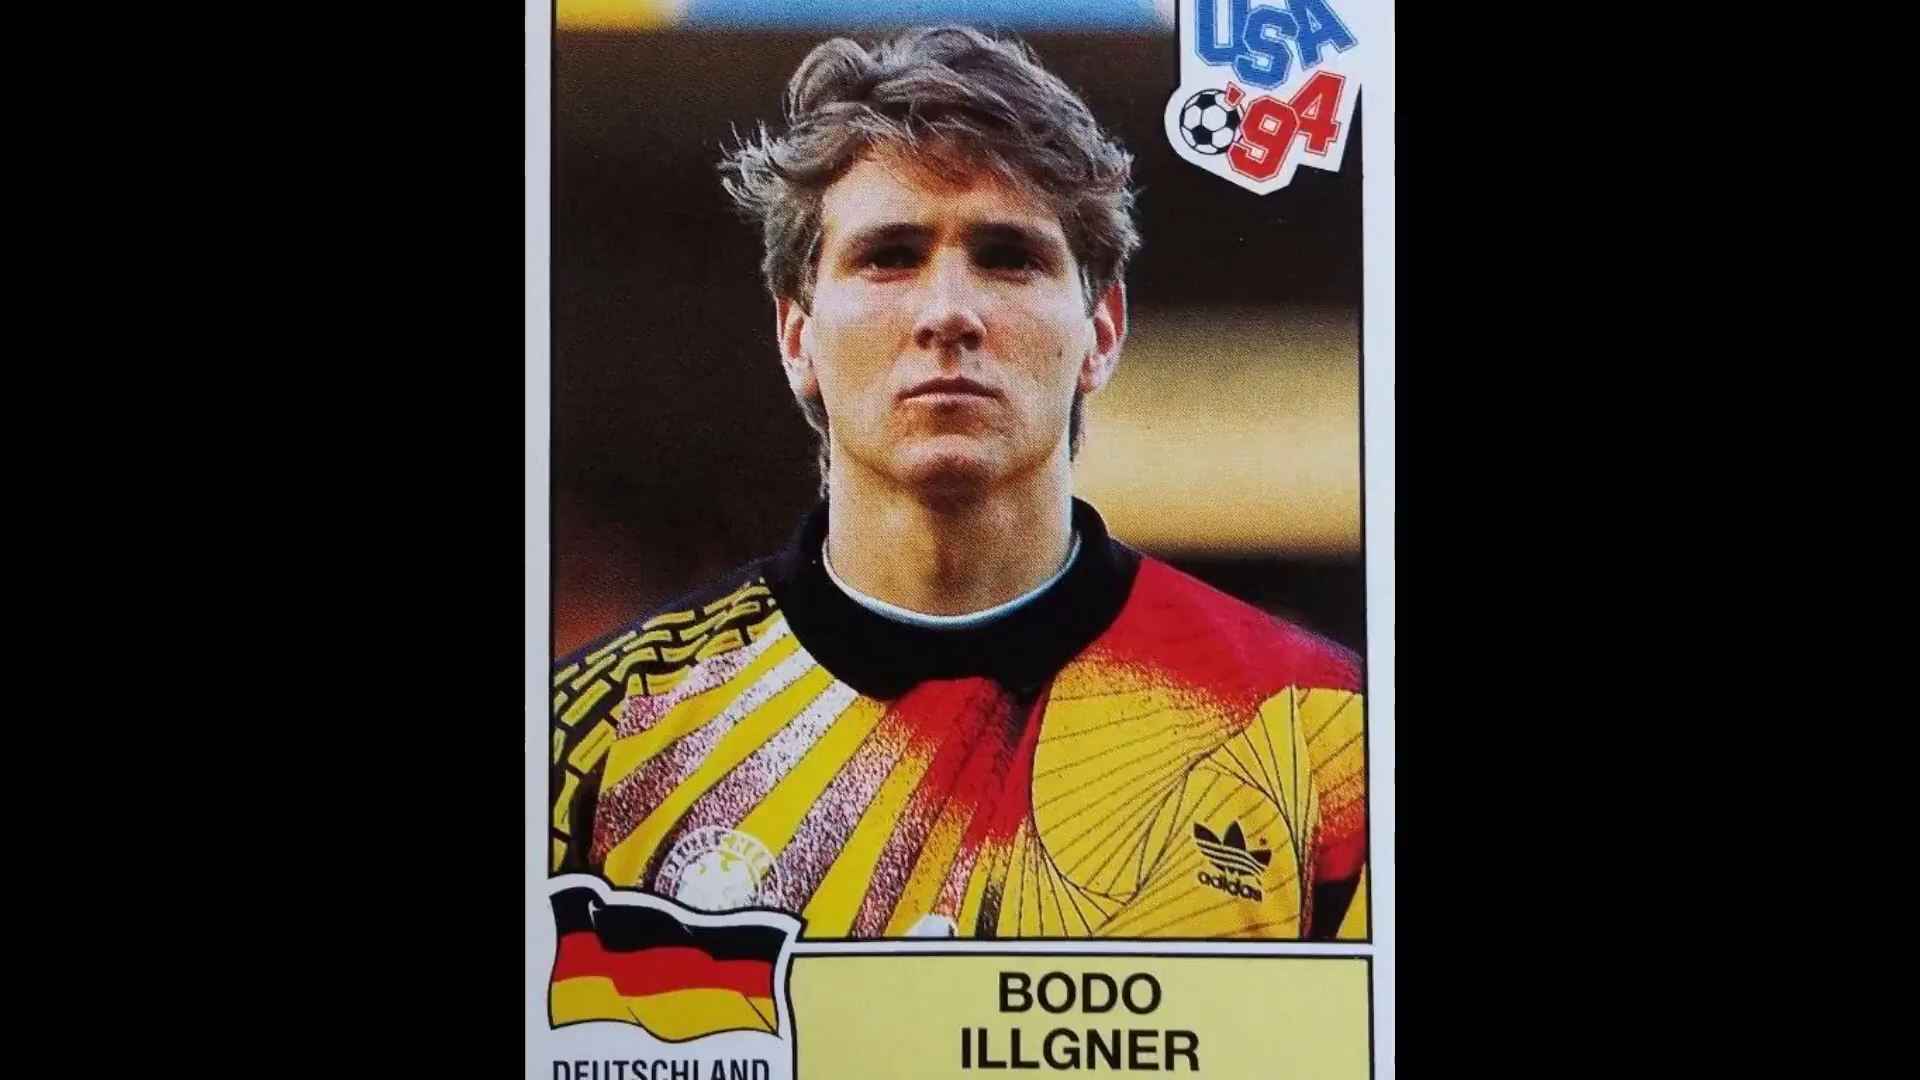 USA
'94
adidas
BODO
ILLGNER
DEUTSCHLAND